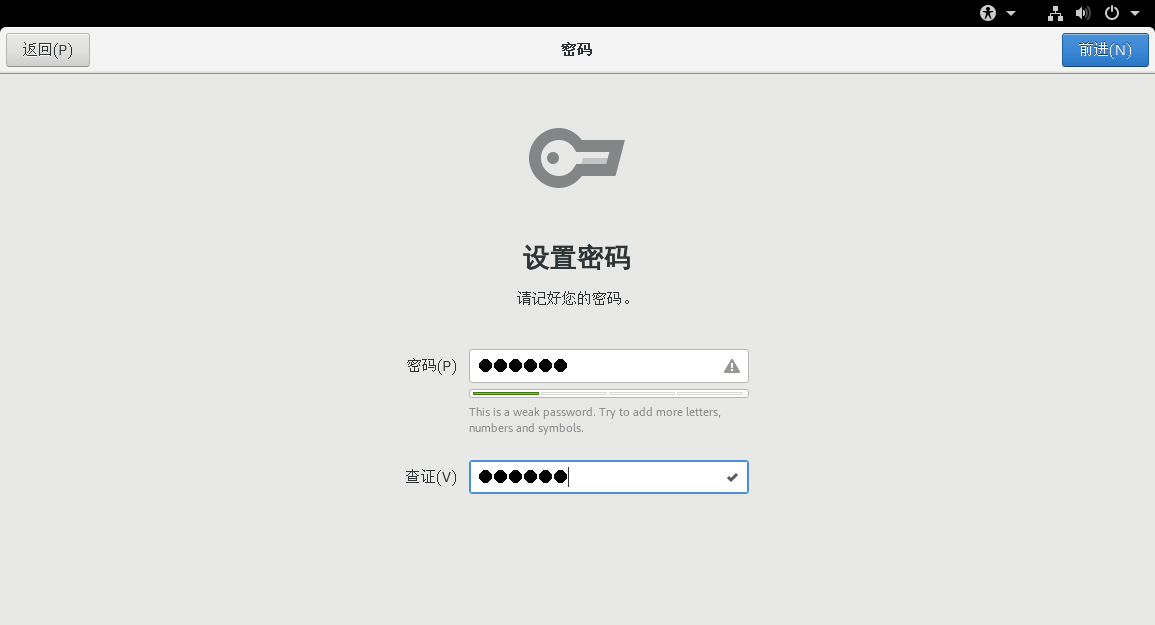 返回(P)
密码
前进(N)
设置密码
请记好您的密码。
密码(P)
●●●●●●
This is a weak password. Try to add more letters,
numbers and symbols.
查证(V)
●●●●●●